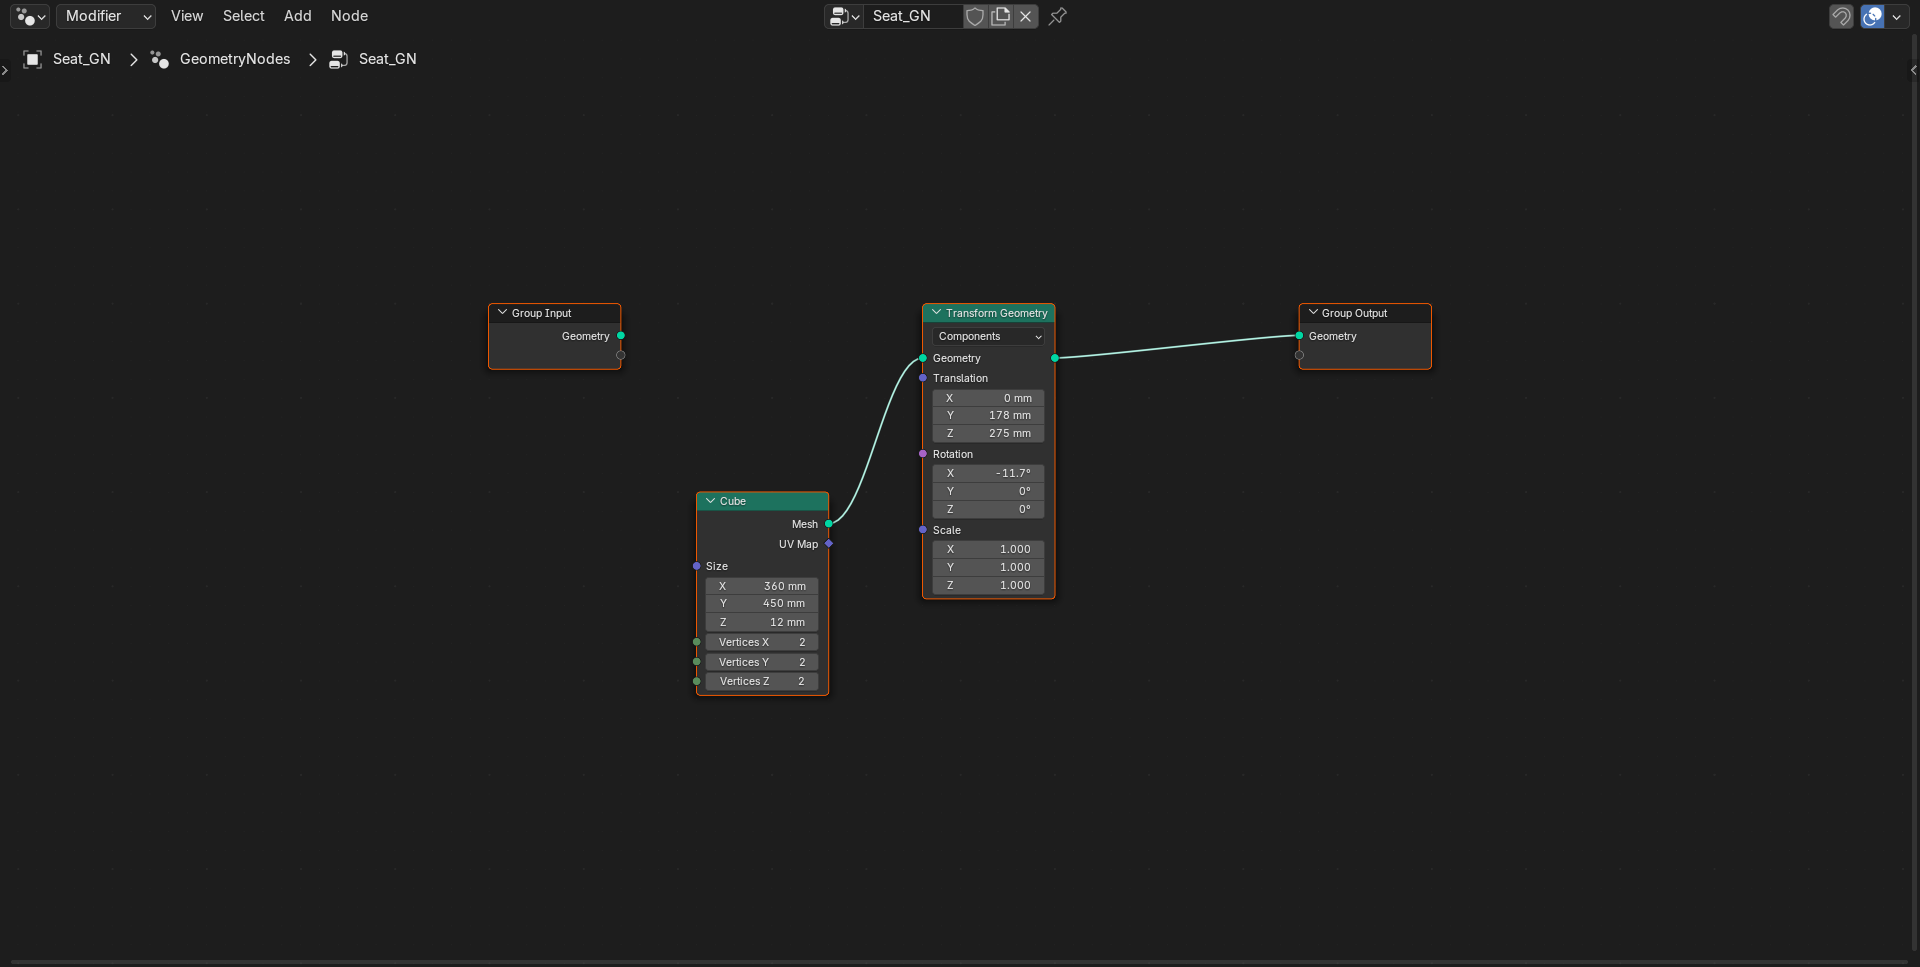 Modifier View Select Add Node Seat_GN
Seat_GN GeometryNodes Seat_GN
Group Input
Geometry
Cube
Mesh
UV Map
Size
X 360 mm
Y 450 mm
Z 12 mm
Vertices X 2
Vertices Y 2
Vertices Z 2
Transform Geometry
Components
Geometry
Translation
X 0 mm
Y 178 mm
Z 275 mm
Rotation
X -11.7°
Y 0°
Z 0°
Scale
X 1.000
Y 1.000
Z 1.000
Group Output
Geometry